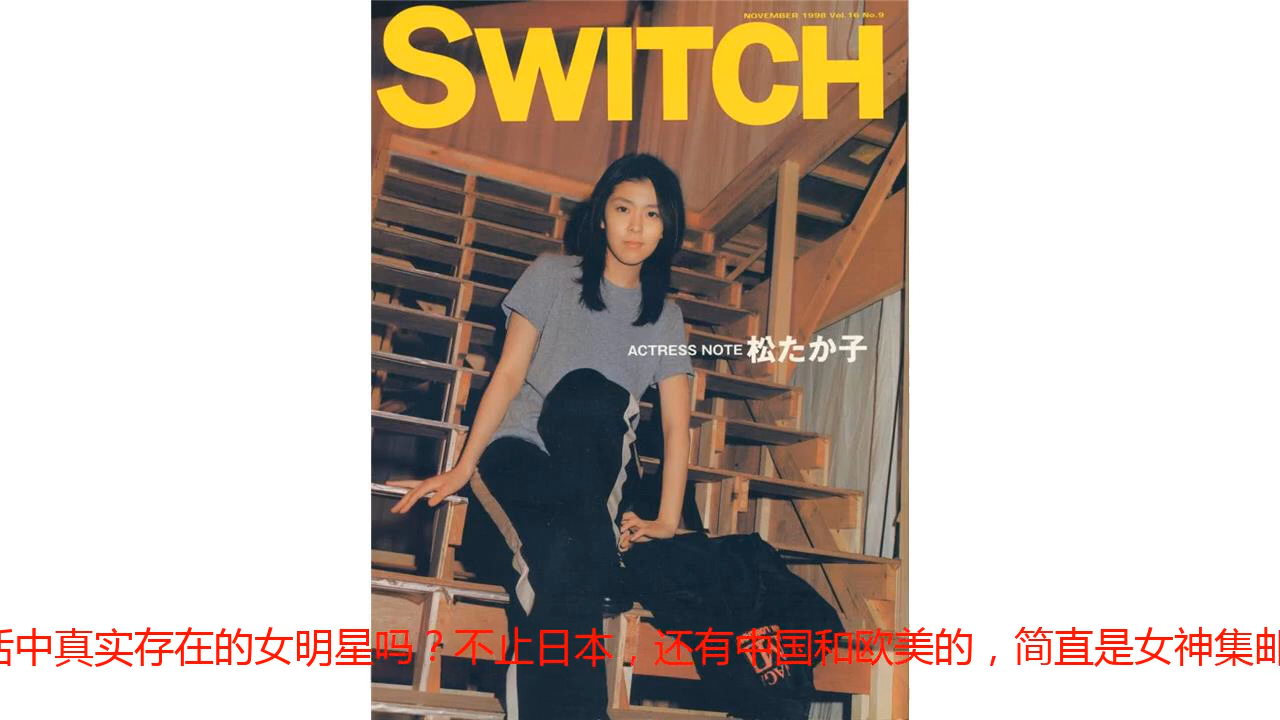 NOVEMBER 1998 Vol.16 No.9
SWITCH
ACTRESS NOTE 松たか子
活中真实存在的女明星吗？不止日本，还有中国和欧美的，简直是女神集邮